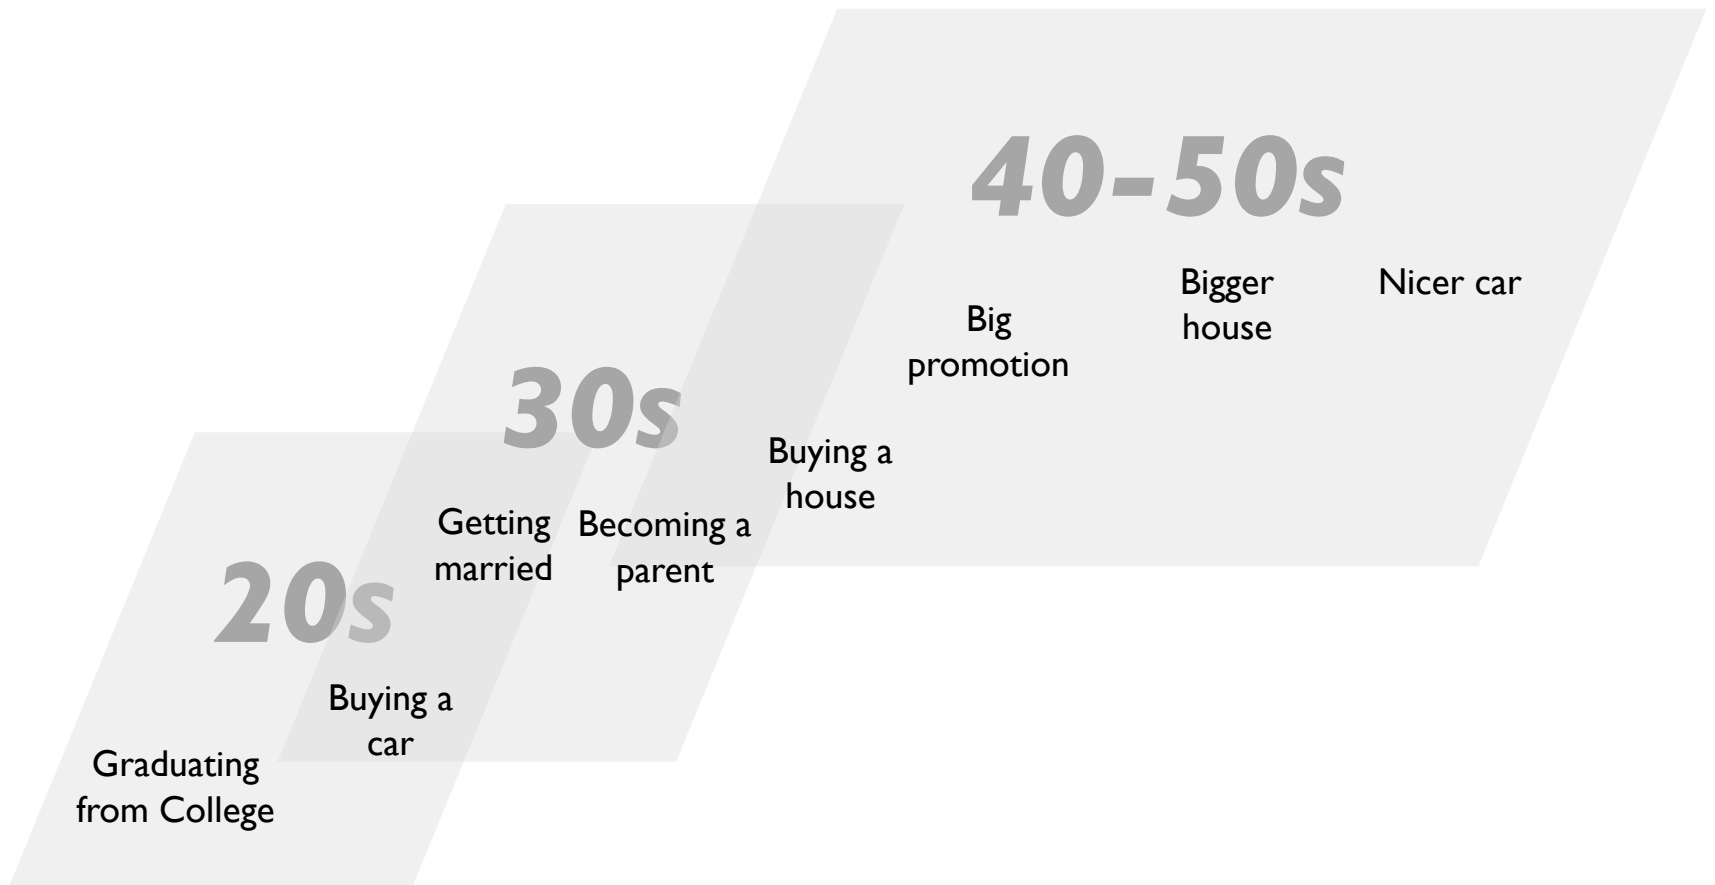 40-50s
Bigger
house
Nicer car
Big
promotion
30s
Buying a
house
Getting
married
Becoming a
parent
20s
Buying a
car
Graduating
from College